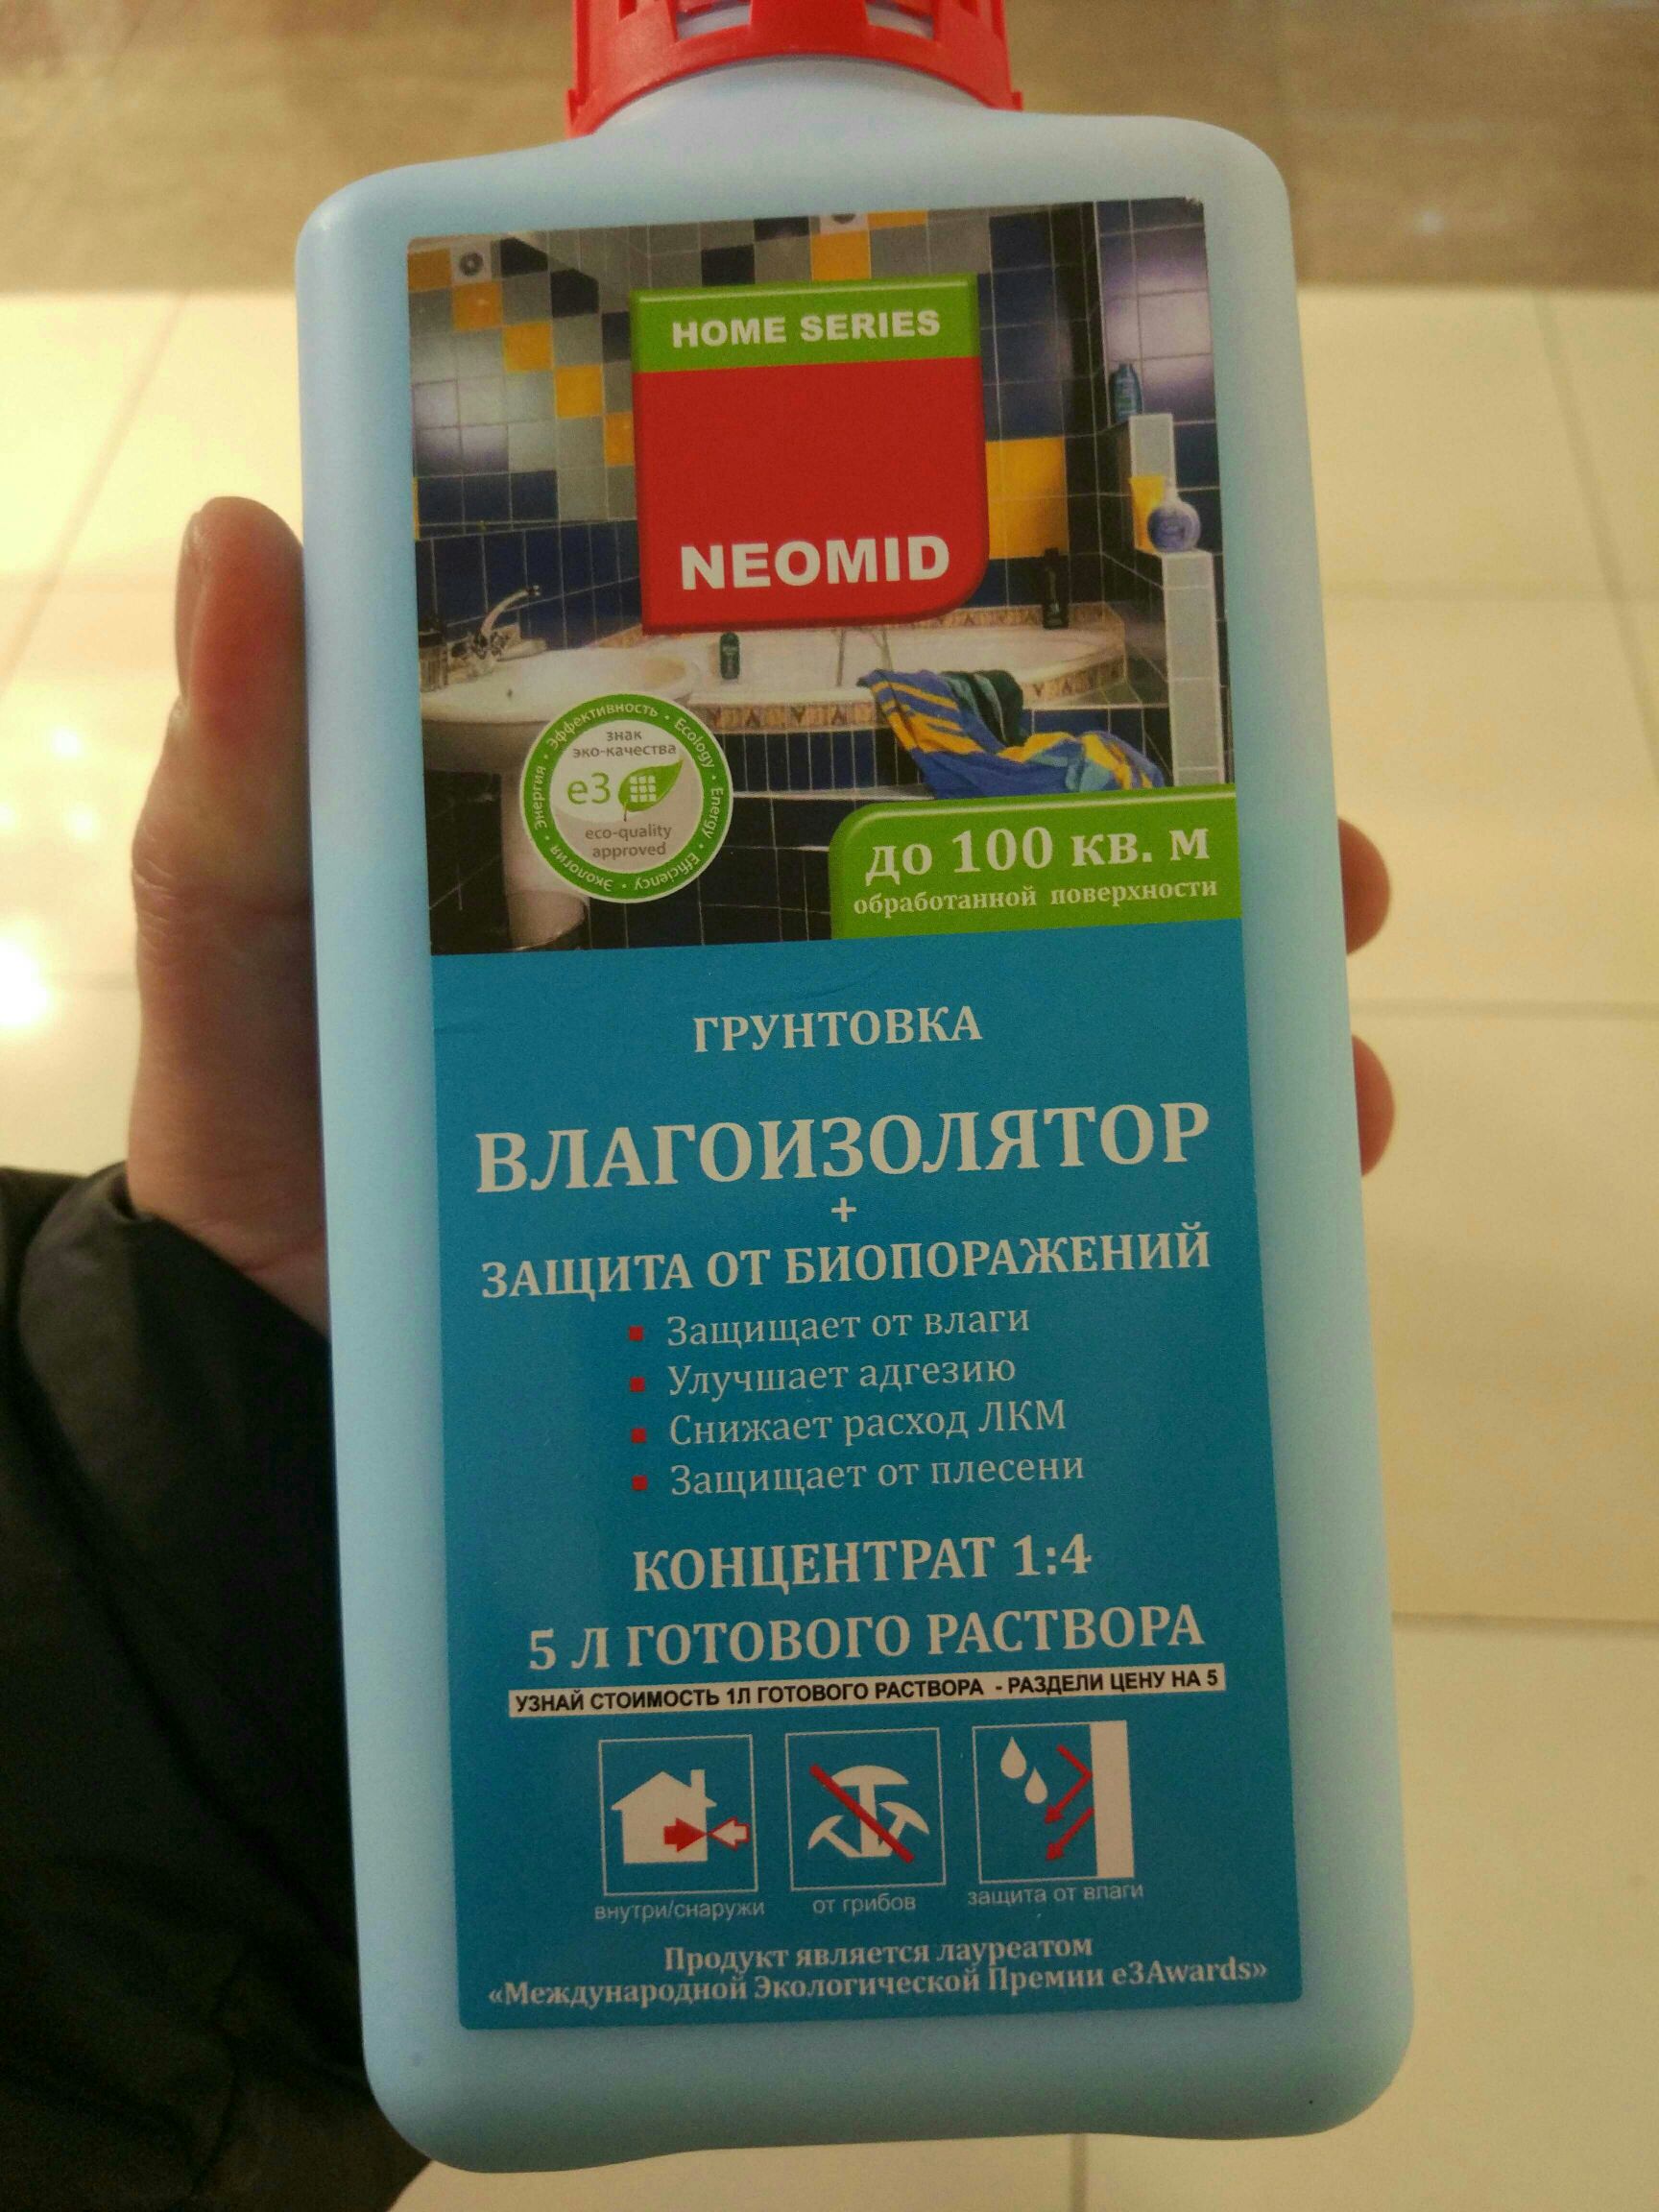 HOME SERIES
NEOMID
Эффективность • Ecology • Energy • Efficiency • Экология • Энергия •
знак
эко-качества
e3
eco-quality
approved
до 100 кв. м
обработанной поверхности
ГРУНТОВКА
ВЛАГОИЗОЛЯТОР
+
ЗАЩИТА ОТ БИОПОРАЖЕНИЙ
Защищает от влаги
Улучшает адгезию
Снижает расход ЛКМ
Защищает от плесени
КОНЦЕНТРАТ 1:4
5 Л ГОТОВОГО РАСТВОРА
УЗНАЙ СТОИМОСТЬ 1Л ГОТОВОГО РАСТВОРА - РАЗДЕЛИ ЦЕНУ НА 5
внутри/снаружи
от грибов
защита от влаги
Продукт является лауреатом
«Международной Экологической Премии e3Awards»